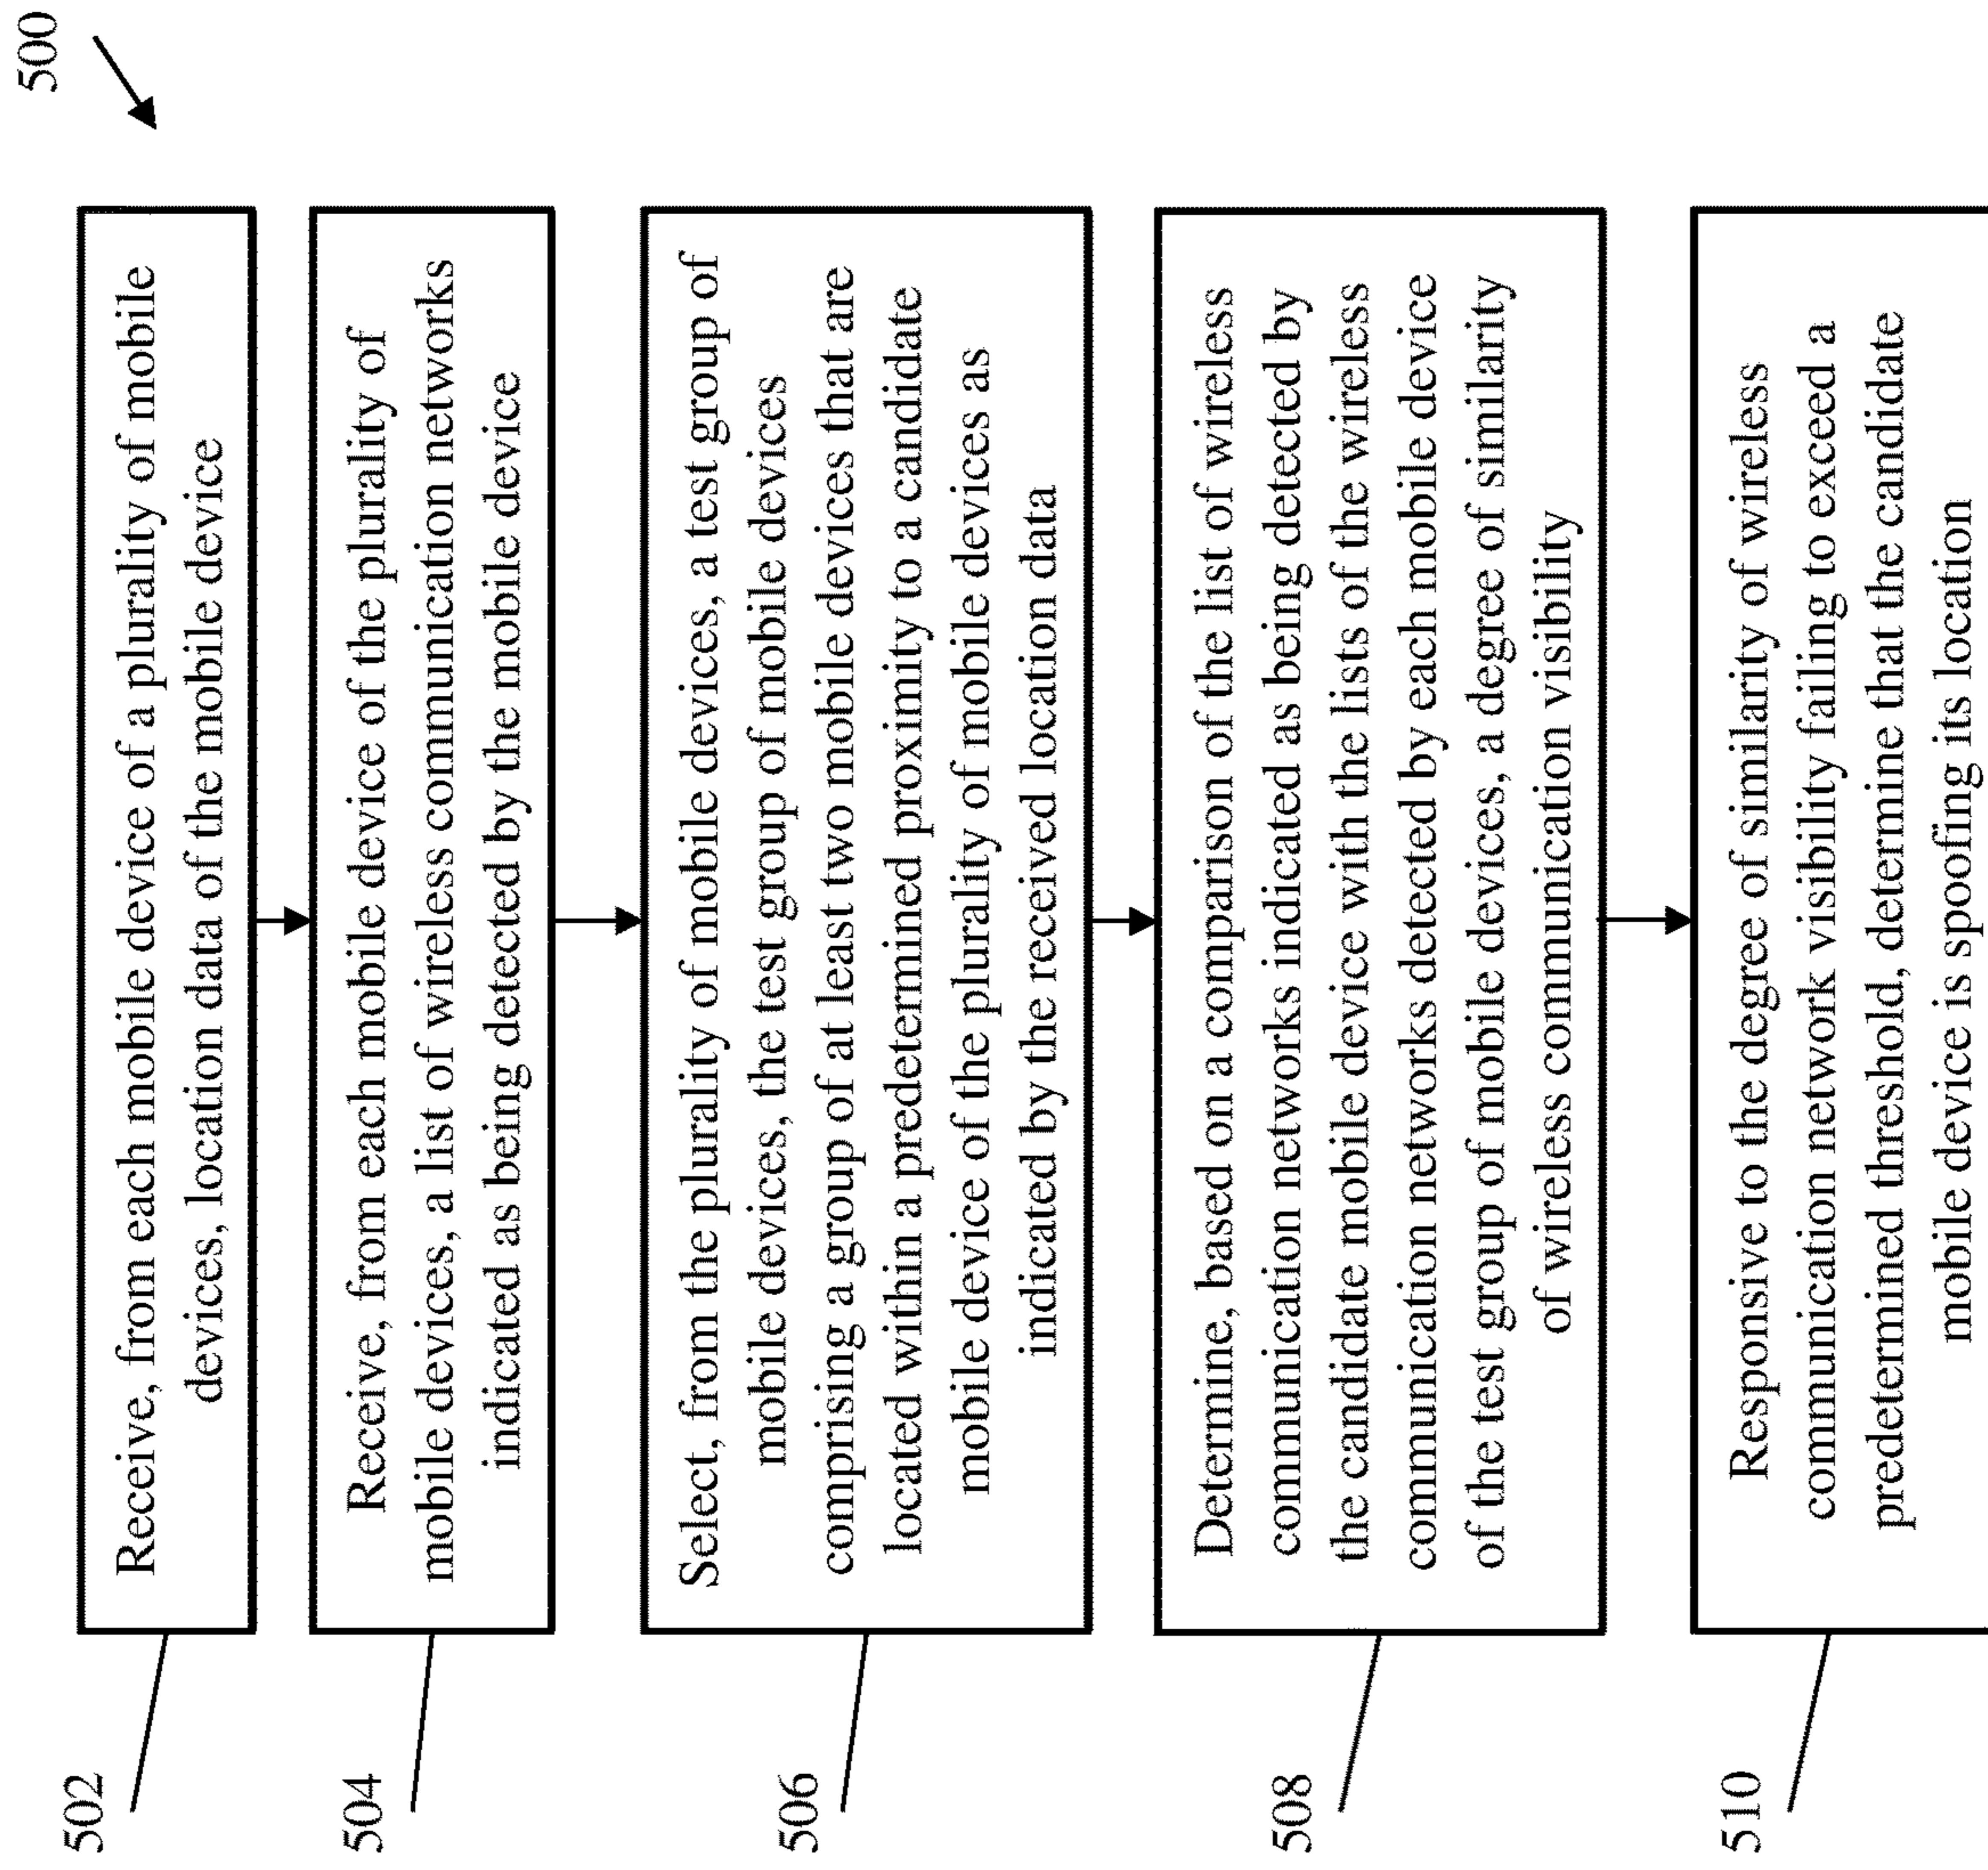 500
502
Receive, from each mobile device of a plurality of mobile
devices, location data of the mobile device
504
Receive, from each mobile device of the plurality of
mobile devices, a list of wireless communication networks
indicated as being detected by the mobile device
506
Select, from the plurality of mobile devices, a test group of
mobile devices, the test group of mobile devices
comprising a group of at least two mobile devices that are
located within a predetermined proximity to a candidate
mobile device of the plurality of mobile devices as
indicated by the received location data
508
Determine, based on a comparison of the list of wireless
communication networks indicated as being detected by
the candidate mobile device with the lists of the wireless
communication networks detected by each mobile device
of the test group of mobile devices, a degree of similarity
of wireless communication visibility
510
Responsive to the degree of similarity of wireless
communication network visibility failing to exceed a
predetermined threshold, determine that the candidate
mobile device is spoofing its location